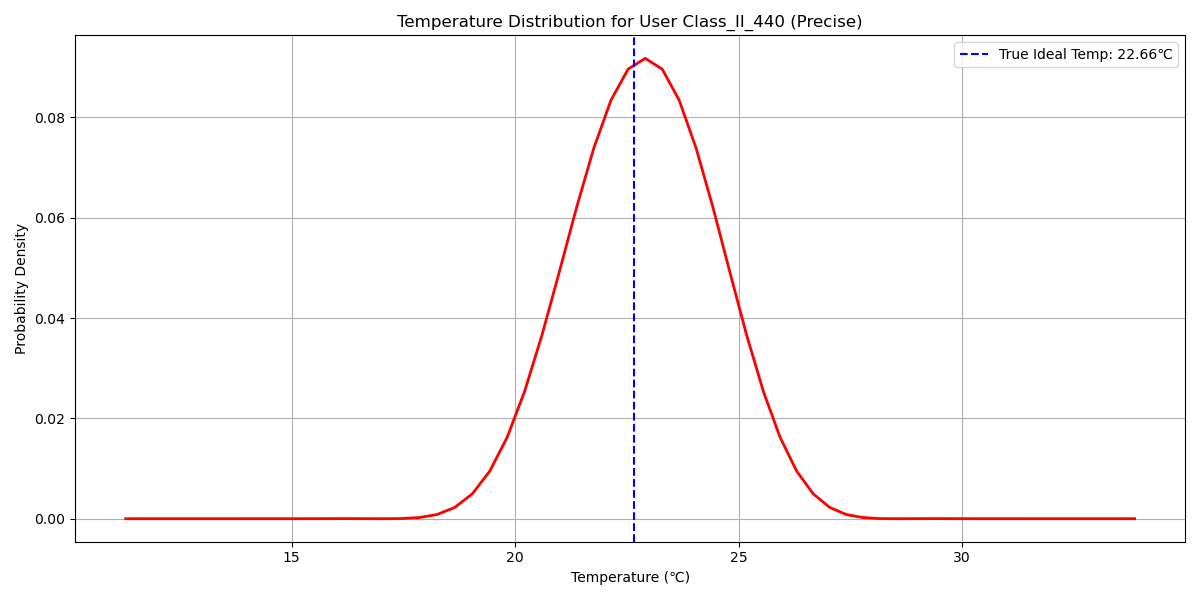 Temperature Distribution for User Class_II_440 (Precise)
True Ideal Temp: 22.66℃
Probability Density
0.08
0.06
0.04
0.02
0.00
15
20
25
30
Temperature (℃)